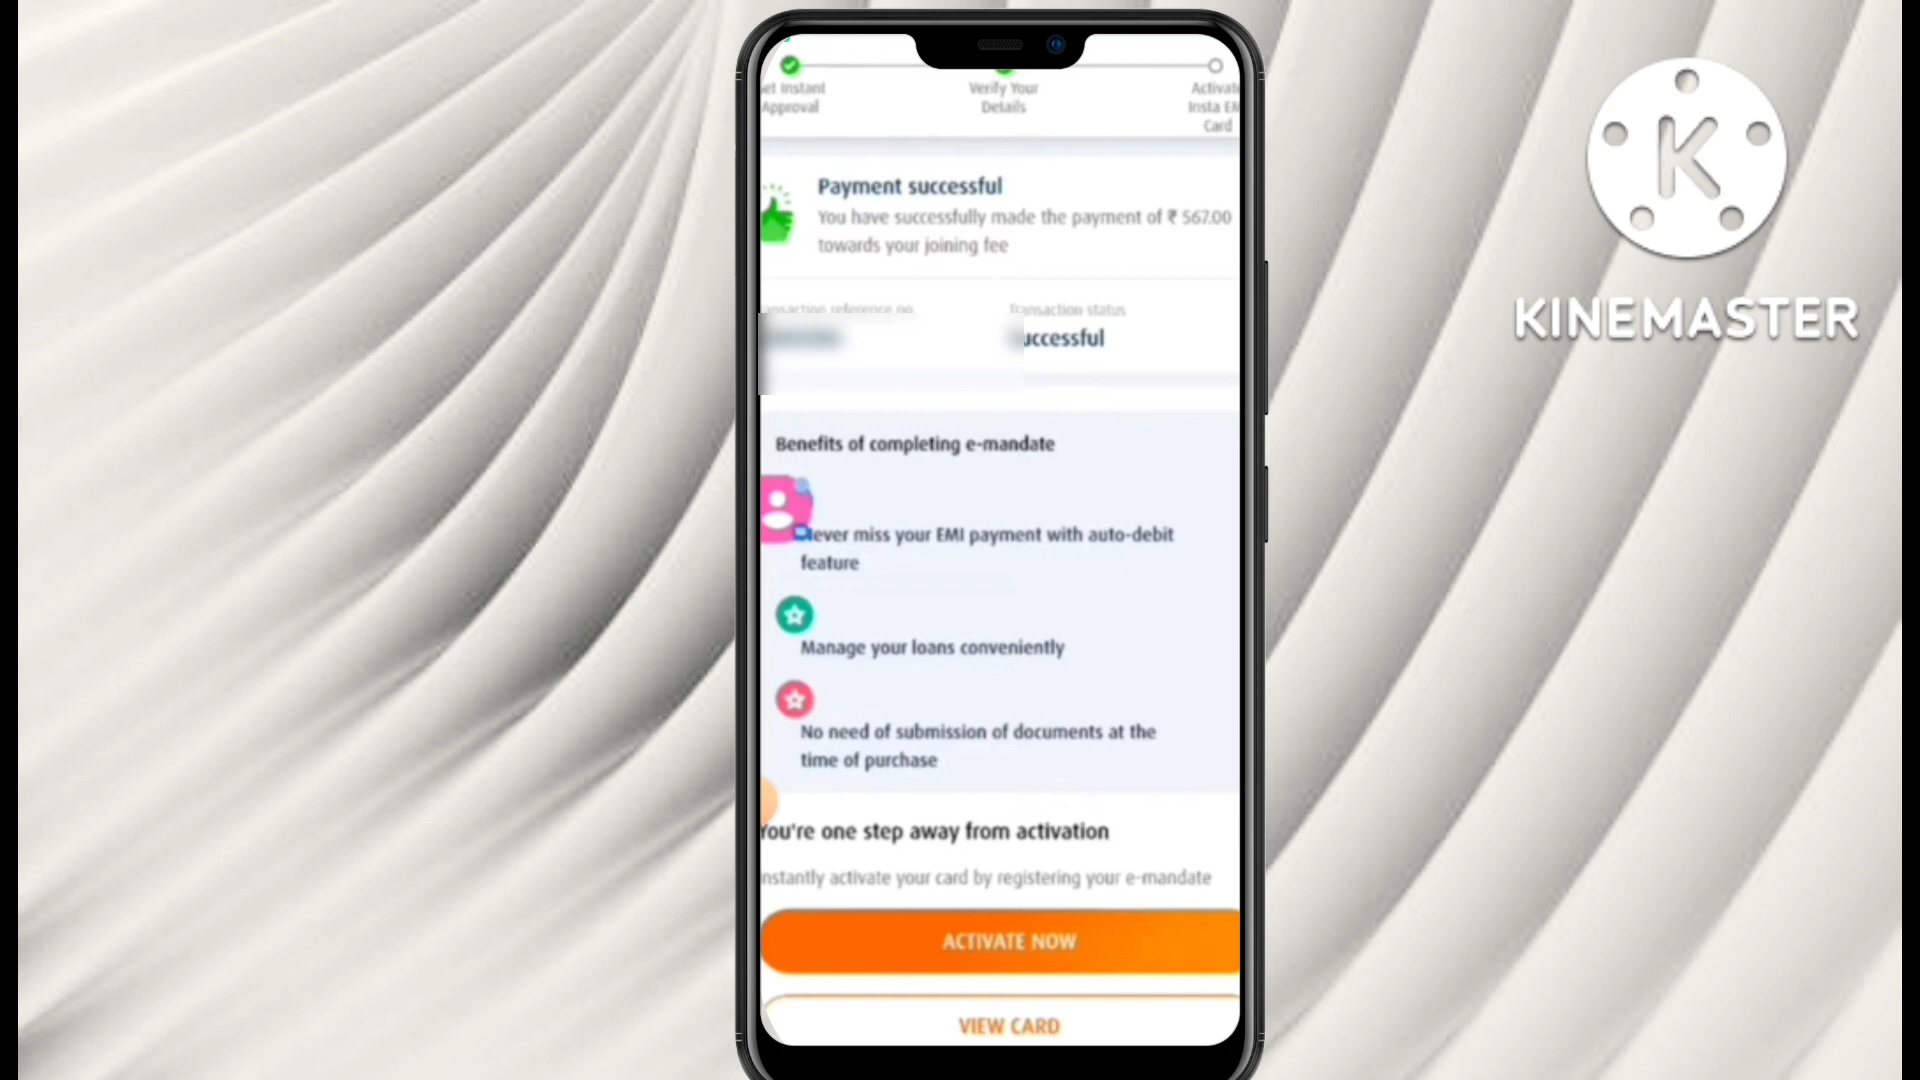 et Instant
Approval
Verify Your
Details
Activat
Insta EM
Card
Payment successful
You have successfully made the payment of ₹ 567.00
towards your joining fee
ansaction reference no.
Transaction status
uccessful
Benefits of completing e-mandate
Never miss your EMI payment with auto-debit
feature
Manage your loans conveniently
No need of submission of documents at the
time of purchase
You're one step away from activation
nstantly activate your card by registering your e-mandate
ACTIVATE NOW
VIEW CARD
K
KINEMASTER